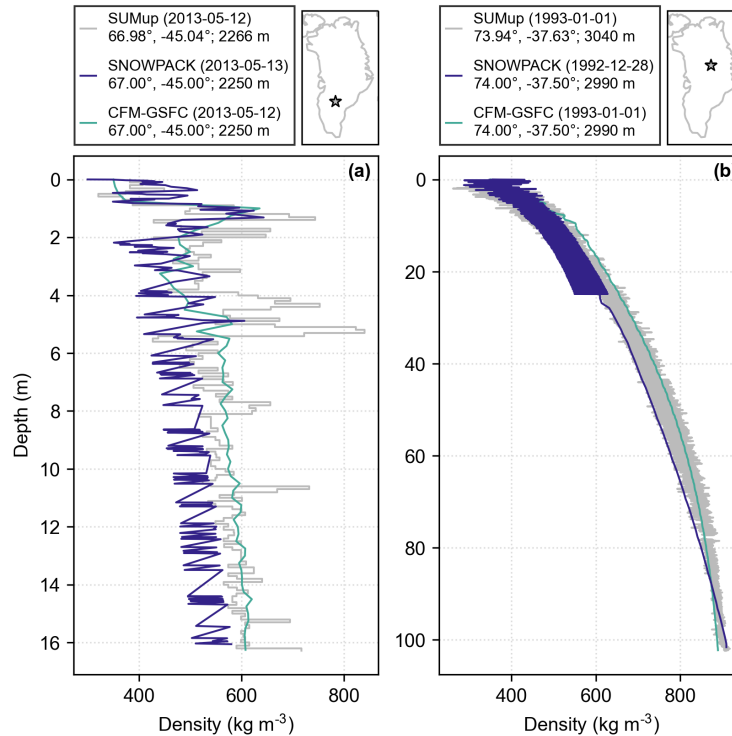 SUMup (2013-05-12)
66.98°, -45.04°; 2266 m
SNOWPACK (2013-05-13)
67.00°, -45.00°; 2250 m
CFM-GSFC (2013-05-12)
67.00°, -45.00°; 2250 m
SUMup (1993-01-01)
73.94°, -37.63°; 3040 m
SNOWPACK (1992-12-28)
74.00°, -37.50°; 2990 m
CFM-GSFC (1993-01-01)
74.00°, -37.50°; 2990 m
(a)
0
2
4
6
8
10
12
14
16
Depth (m)
400 600 800
Density (kg m⁻³)
(b
0
20
40
60
80
100
400 600 800
Density (kg m⁻³)